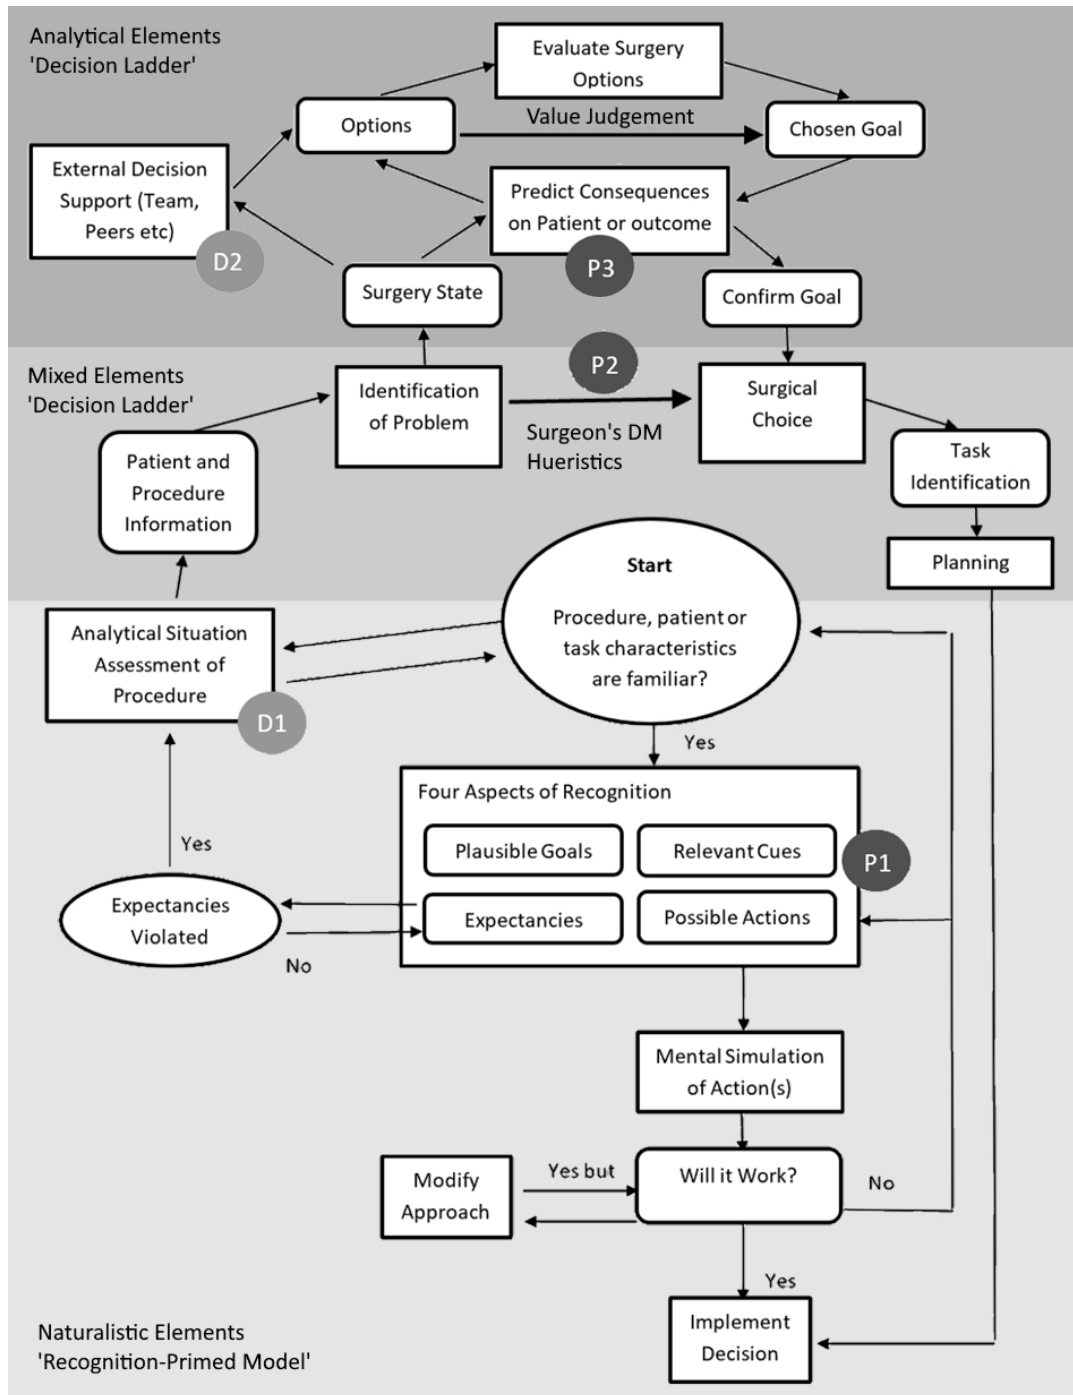 Analytical Elements
'Decision Ladder'
Evaluate Surgery
Options
Options
Value Judgement
Chosen Goal
External Decision
Support (Team,
Peers etc)
D2
Predict Consequences
on Patient or outcome
P3
Surgery State
Confirm Goal
Mixed Elements
'Decision Ladder'
Identification
of Problem
P2
Surgeon's DM
Hueristics
Surgical
Choice
Patient and
Procedure
Information
Task
Identification
Planning
Start
Procedure, patient or
task characteristics
are familiar?
Analytical Situation
Assessment of
Procedure
D1
Yes
Four Aspects of Recognition
Plausible Goals
Relevant Cues
Expectancies
Possible Actions
P1
Yes
Expectancies
Violated
No
Mental Simulation
of Action(s)
Modify
Approach
Yes but
Will it Work?
No
Yes
Implement
Decision
Naturalistic Elements
'Recognition-Primed Model'